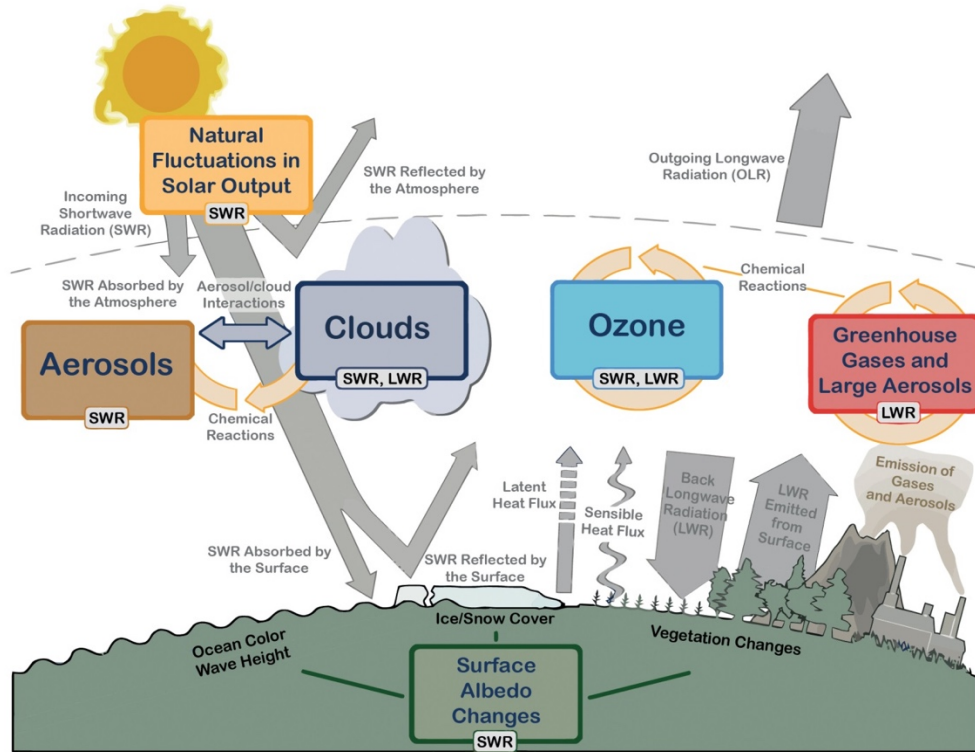 Natural
Fluctuations in
Solar Output
SWR
Incoming
Shortwave
Radiation (SWR)
SWR Reflected by
the Atmosphere
Outgoing Longwave
Radiation (OLR)
SWR Absorbed by
the Atmosphere
Aerosol/cloud
Interactions
Chemical
Reactions
Aerosols
SWR
Clouds
SWR, LWR
Ozone
SWR, LWR
Greenhouse
Gases and
Large Aerosols
LWR
Chemical
Reactions
Latent
Heat Flux
Sensible
Heat Flux
Back
Longwave
Radiation
(LWR)
LWR
Emitted
from
Surface
Emission of
Gases
and Aerosols
SWR Absorbed by
the Surface
SWR Reflected by
the Surface
Ice/Snow Cover
Ocean Color
Wave Height
Vegetation Changes
Surface
Albedo
Changes
SWR